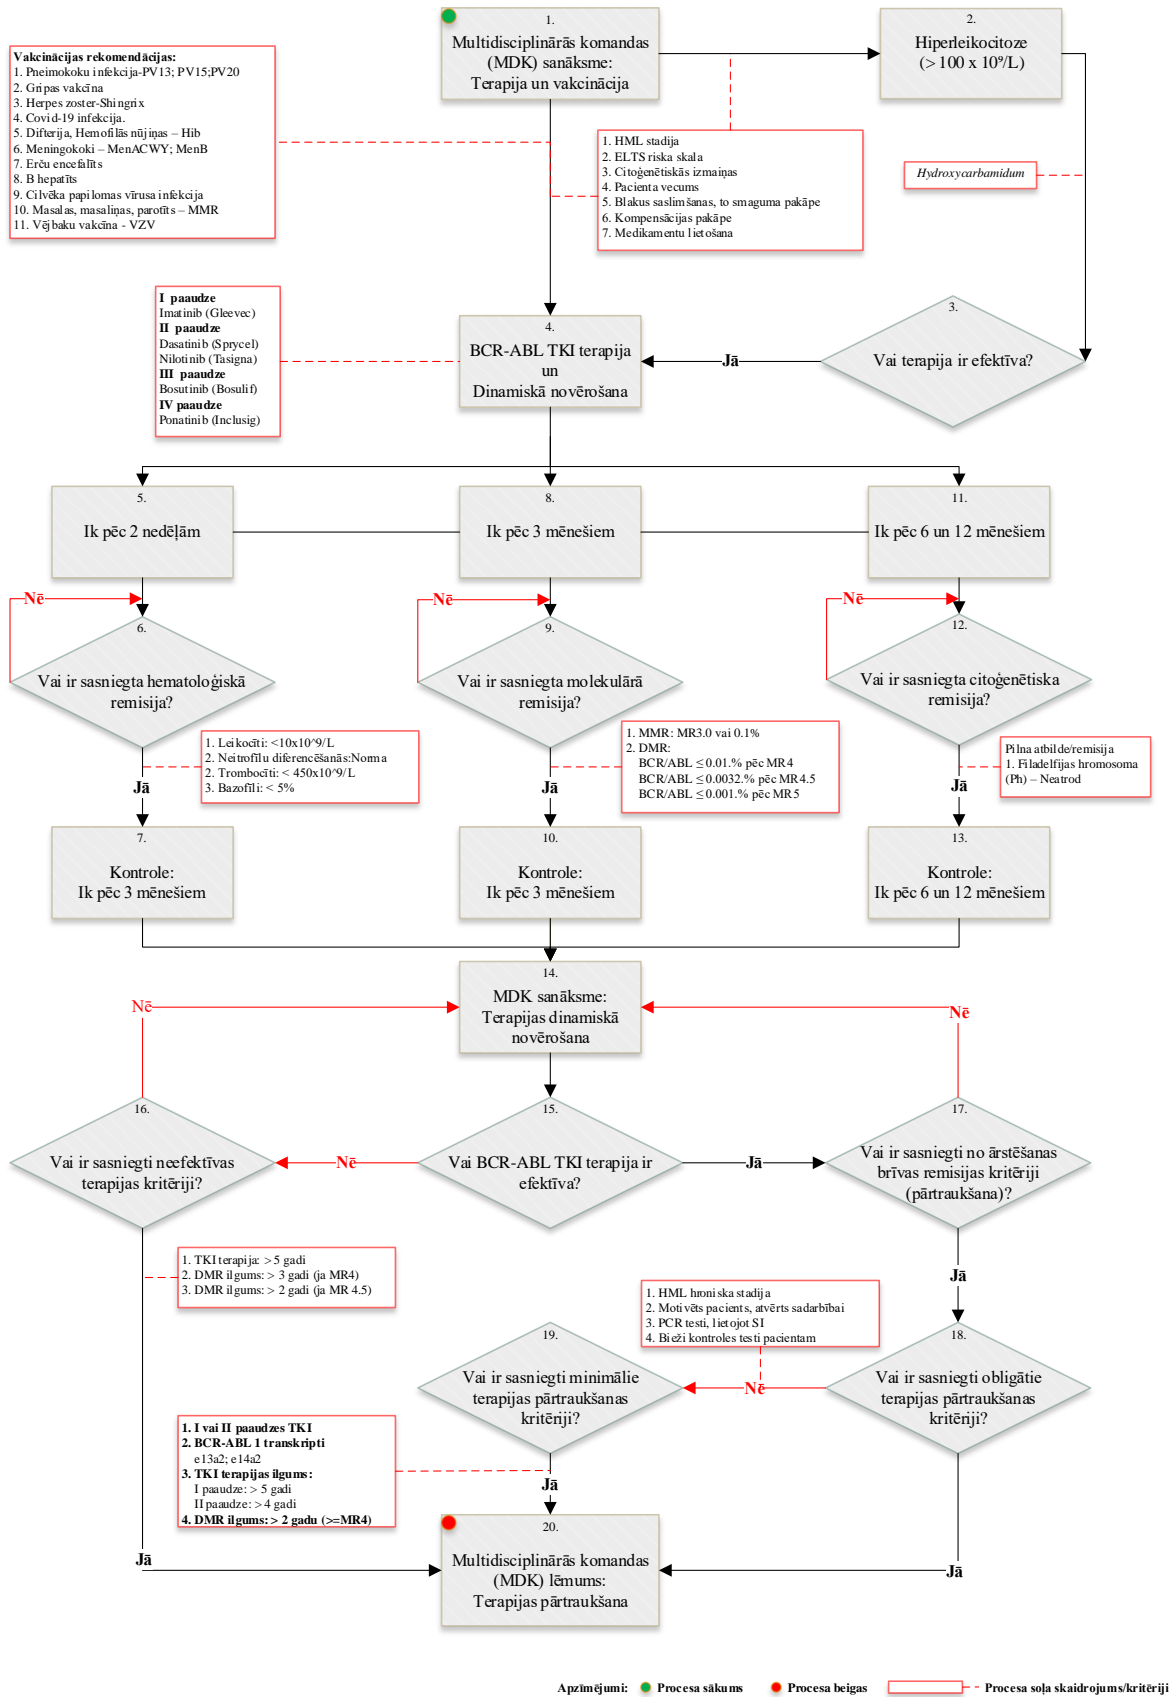 1.
Multidisciplinārās komandas
(MDK) sanāksme:
Terapija un vakcinācija
2.
Hiperleikocitoze
(> 100 x 10⁹/L)
Vakcinācijas rekomendācijas:
1. Pneimokoku infekcija-PV13; PV15;PV20
2. Gripas vakcīna
3. Herpes zoster-Shingrix
4. Covid-19 infekcija.
5. Difterija, Hemofilās nūjiņas – Hib
6. Meningokoki – MenACWY; MenB
7. Erču encefalīts
8. B hepatīts
9. Cilvēka papilomas vīrusa infekcija
10. Masalas, masaliņas, parotīts – MMR
11. Vējbaku vakcīna - VZV
1. HML stadija
2. ELTS riska skala
3. Citoģenētiskās izmaiņas
4. Pacienta vecums
5. Blakus saslimšanas, to smaguma pakāpe
6. Kompensācijas pakāpe
7. Medikamentu lietošana
Hydroxycarbamidum
I paaudze
Imatinib (Gleevec)
II paaudze
Dasatinib (Sprycel)
Nilotinib (Tasigna)
III paaudze
Bosutinib (Bosulif)
IV paaudze
Ponatinib (Inclusig)
4.
BCR-ABL TKI terapija
un
Dinamiskā novērošana
Jā
3.
Vai terapija ir efektīva?
5.
Ik pēc 2 nedēļām
8.
Ik pēc 3 mēnešiem
11.
Ik pēc 6 un 12 mēnešiem
Nē
Nē
Nē
6.
Vai ir sasniegta hematoloģiskā
remisija?
9.
Vai ir sasniegta molekulārā
remisija?
12.
Vai ir sasniegta citoģenētiska
remisija?
1. Leikocīti: <10x10^9/L
2. Neitrofilu diferencēšanās:Norma
2. Trombocīti: < 450x10^9/L
3. Bazofīli: < 5%
1. MMR: MR3.0 vai 0.1%
2. DMR:
BCR/ABL ≤ 0.01.% pēc MR4
BCR/ABL ≤ 0.0032.% pēc MR4.5
BCR/ABL ≤ 0.001.% pēc MR5
Pilna atbilde/remisija
1. Filadelfijas hromosoma
(Ph) – Neatrod
Jā
Jā
Jā
7.
Kontrole:
Ik pēc 3 mēnešiem
10.
Kontrole:
Ik pēc 3 mēnešiem
13.
Kontrole:
Ik pēc 6 un 12 mēnešiem
14.
MDK sanāksme:
Terapijas dinamiskā
novērošana
Nē
Nē
16.
Vai ir sasniegti neefektīvas
terapijas kritēriji?
Nē
15.
Vai BCR-ABL TKI terapija ir
efektīva?
Jā
17.
Vai ir sasniegti no ārstēšanas
brīvas remisijas kritēriji
(pārtraukšana)?
1. TKI terapija: > 5 gadi
2. DMR ilgums: > 3 gadi (ja MR4)
3. DMR ilgums: > 2 gadi (ja MR 4.5)
Jā
1. HML hroniska stadija
2. Motivēts pacients, atvērts sadarbībai
3. PCR testi, lietojot SI
4. Bieži kontroles testi pacientam
19.
Vai ir sasniegti minimālie
terapijas pārtraukšanas
kritēriji?
Nē
18.
Vai ir sasniegti obligātie
terapijas pārtraukšanas
kritēriji?
1. I vai II paaudzes TKI
2. BCR-ABL 1 transkripti
e13a2; e14a2
3. TKI terapijas ilgums:
I paaudze: > 5 gadi
II paaudze: > 4 gadi
4. DMR ilgums: > 2 gadu (>=MR4)
Jā
Jā
20.
Multidisciplinārās komandas
(MDK) lēmums:
Terapijas pārtraukšana
Jā
Apzīmējumi:
Procesa sākums
Procesa beigas
Procesa soļa skaidrojums/kritēriji